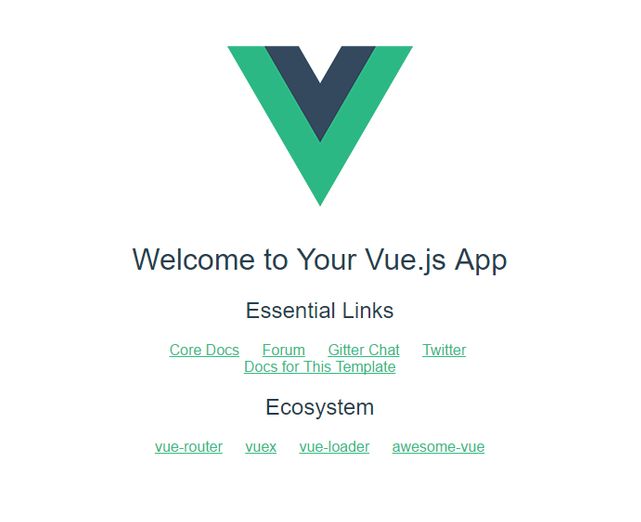 Welcome to Your Vue.js App
Essential Links
Core Docs Forum Gitter Chat Twitter
Docs for This Template
Ecosystem
vue-router vuex vue-loader awesome-vue